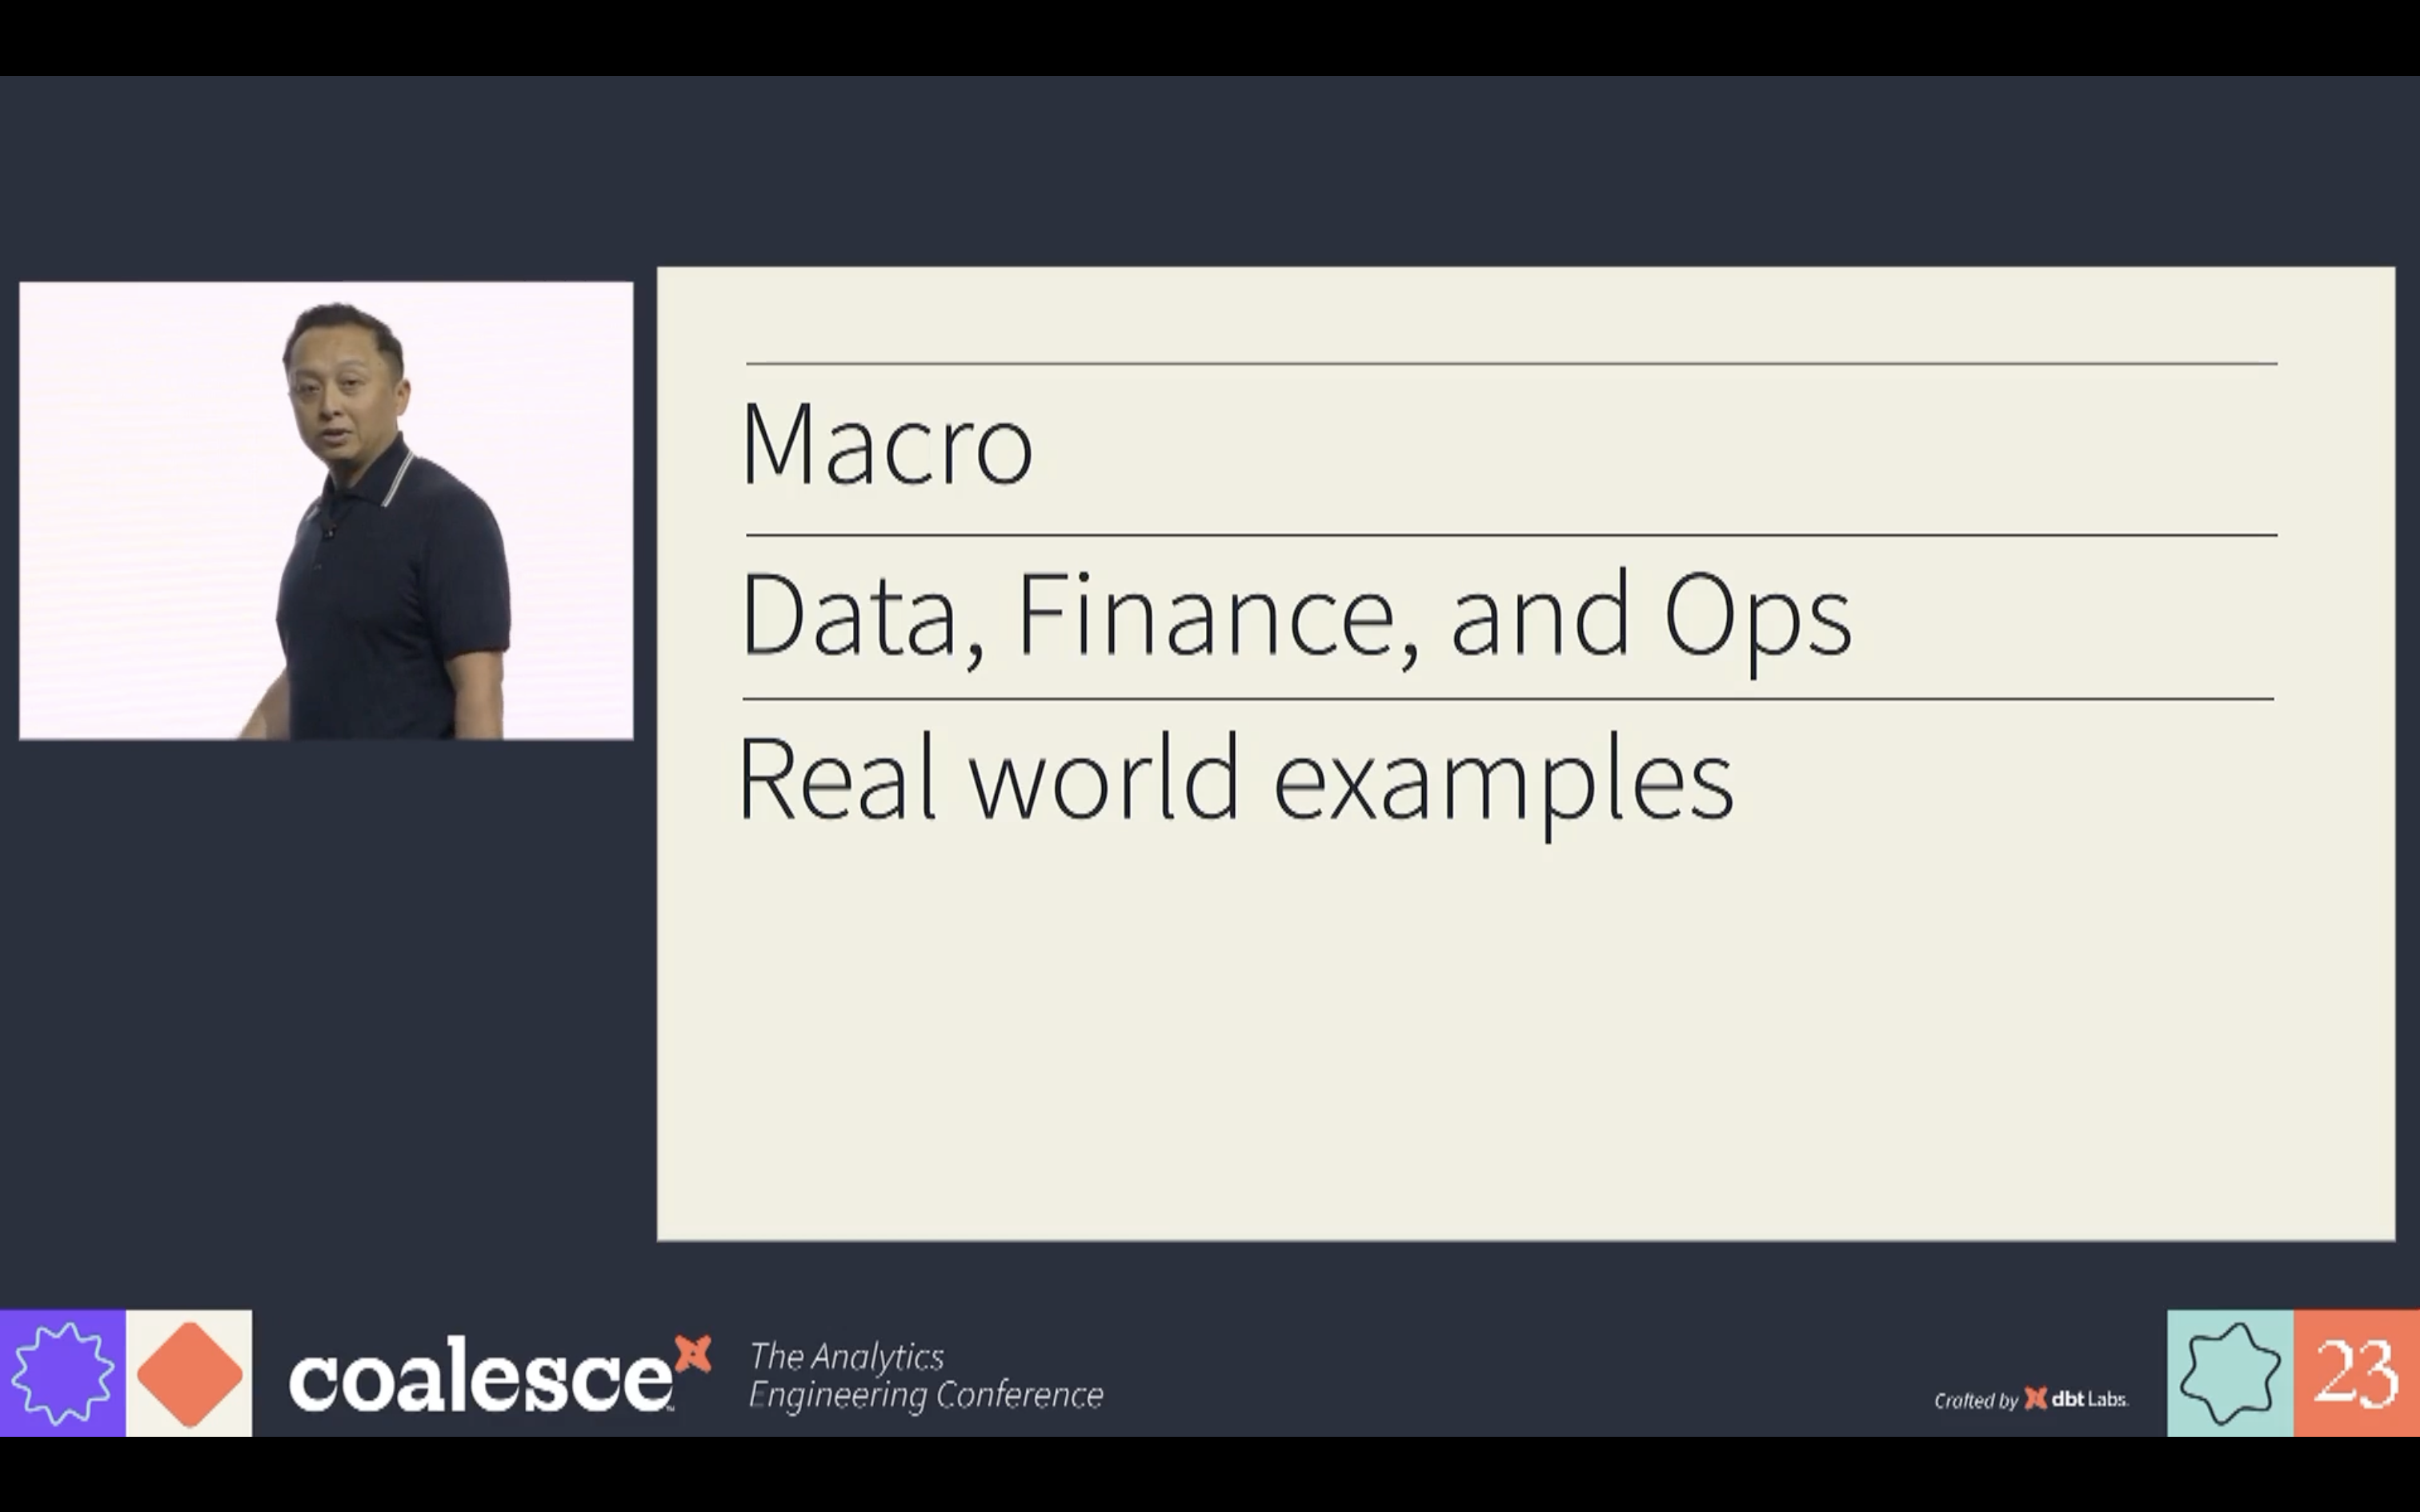 Macro
Data, Finance, and Ops
Real world examples
coalesce
The Analytics
Engineering Conference
Crafted by dbt Labs
23